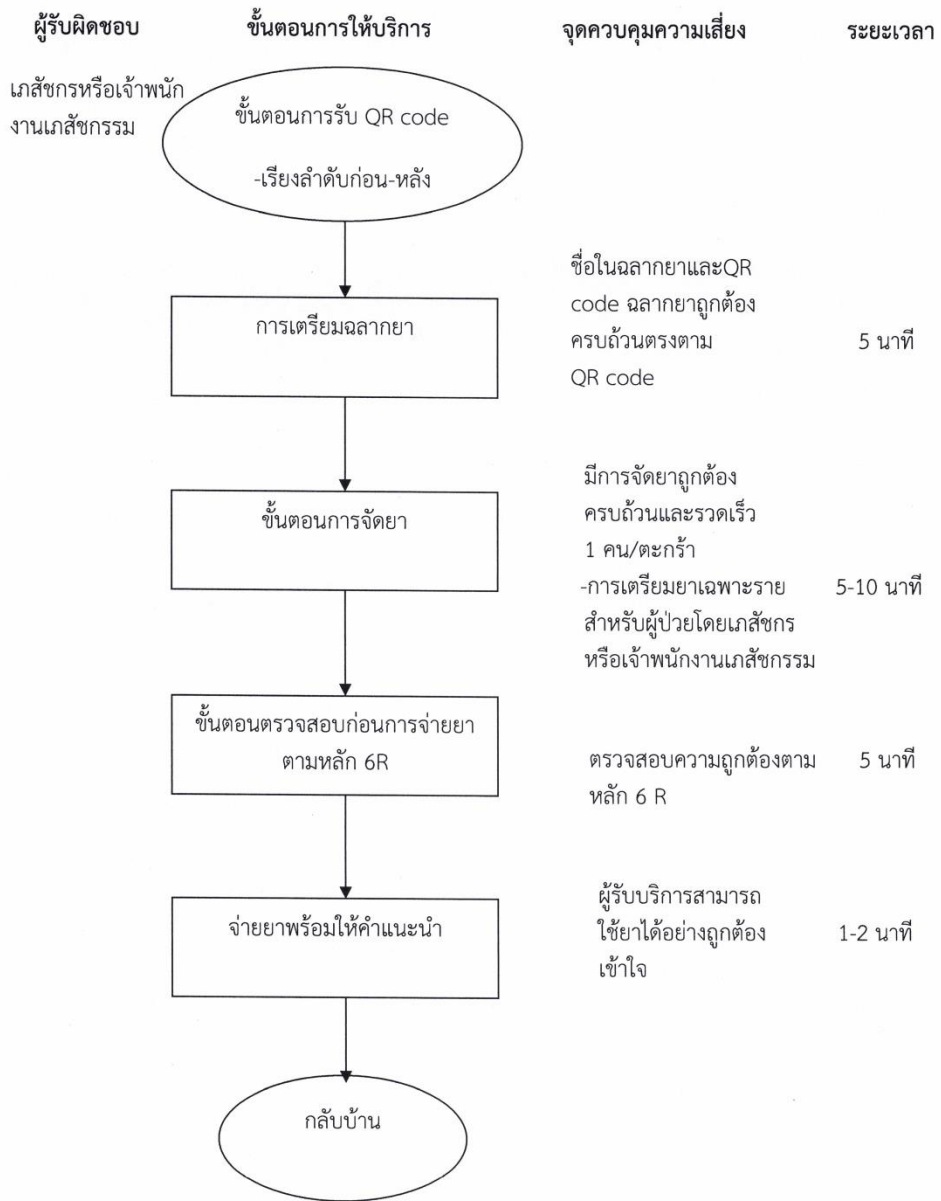 ผู้รับผิดชอบ ขั้นตอนการให้บริการ จุดควบคุมความเสี่ยง ระยะเวลา
เภสัชกรหรือเจ้าพนัก
งานเภสัชกรรม
ขั้นตอนการรับ QR code
-เรียงลำดับก่อน-หลัง
การเตรียมฉลากยา
ชื่อในฉลากยาและQR
code ฉลากยาถูกต้อง
ครบถ้วนตรงตาม
QR code
5 นาที
ขั้นตอนการจัดยา
มีการจัดยาถูกต้อง
ครบถ้วนและรวดเร็ว
1 คน/ตะกร้า
-การเตรียมยาเฉพาะราย
สำหรับผู้ป่วยโดยเภสัชกร
หรือเจ้าพนักงานเภสัชกรรม
5-10 นาที
ขั้นตอนตรวจสอบก่อนการจ่ายยา
ตามหลัก 6R
ตรวจสอบความถูกต้องตาม
หลัก 6 R
5 นาที
จ่ายยาพร้อมให้คำแนะนำ
ผู้รับบริการสามารถ
ใช้ยาได้อย่างถูกต้อง
เข้าใจ
1-2 นาที
กลับบ้าน